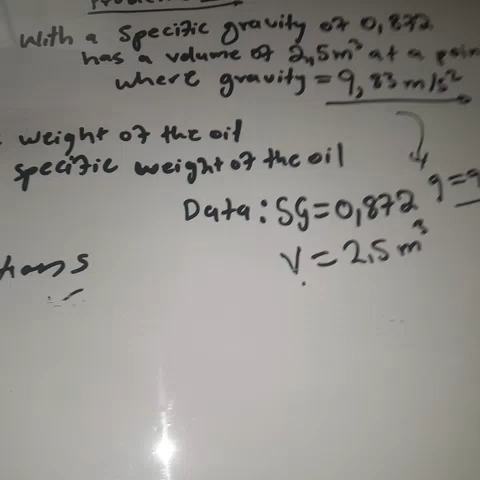 with a specific gravity of 0,872
has a volume of 2,5m³ at a
where gravity = 9,83 m/s²
weight of the oil
specific weight of the oil
Data: SG=0,872 g=9
V = 2,5 m³